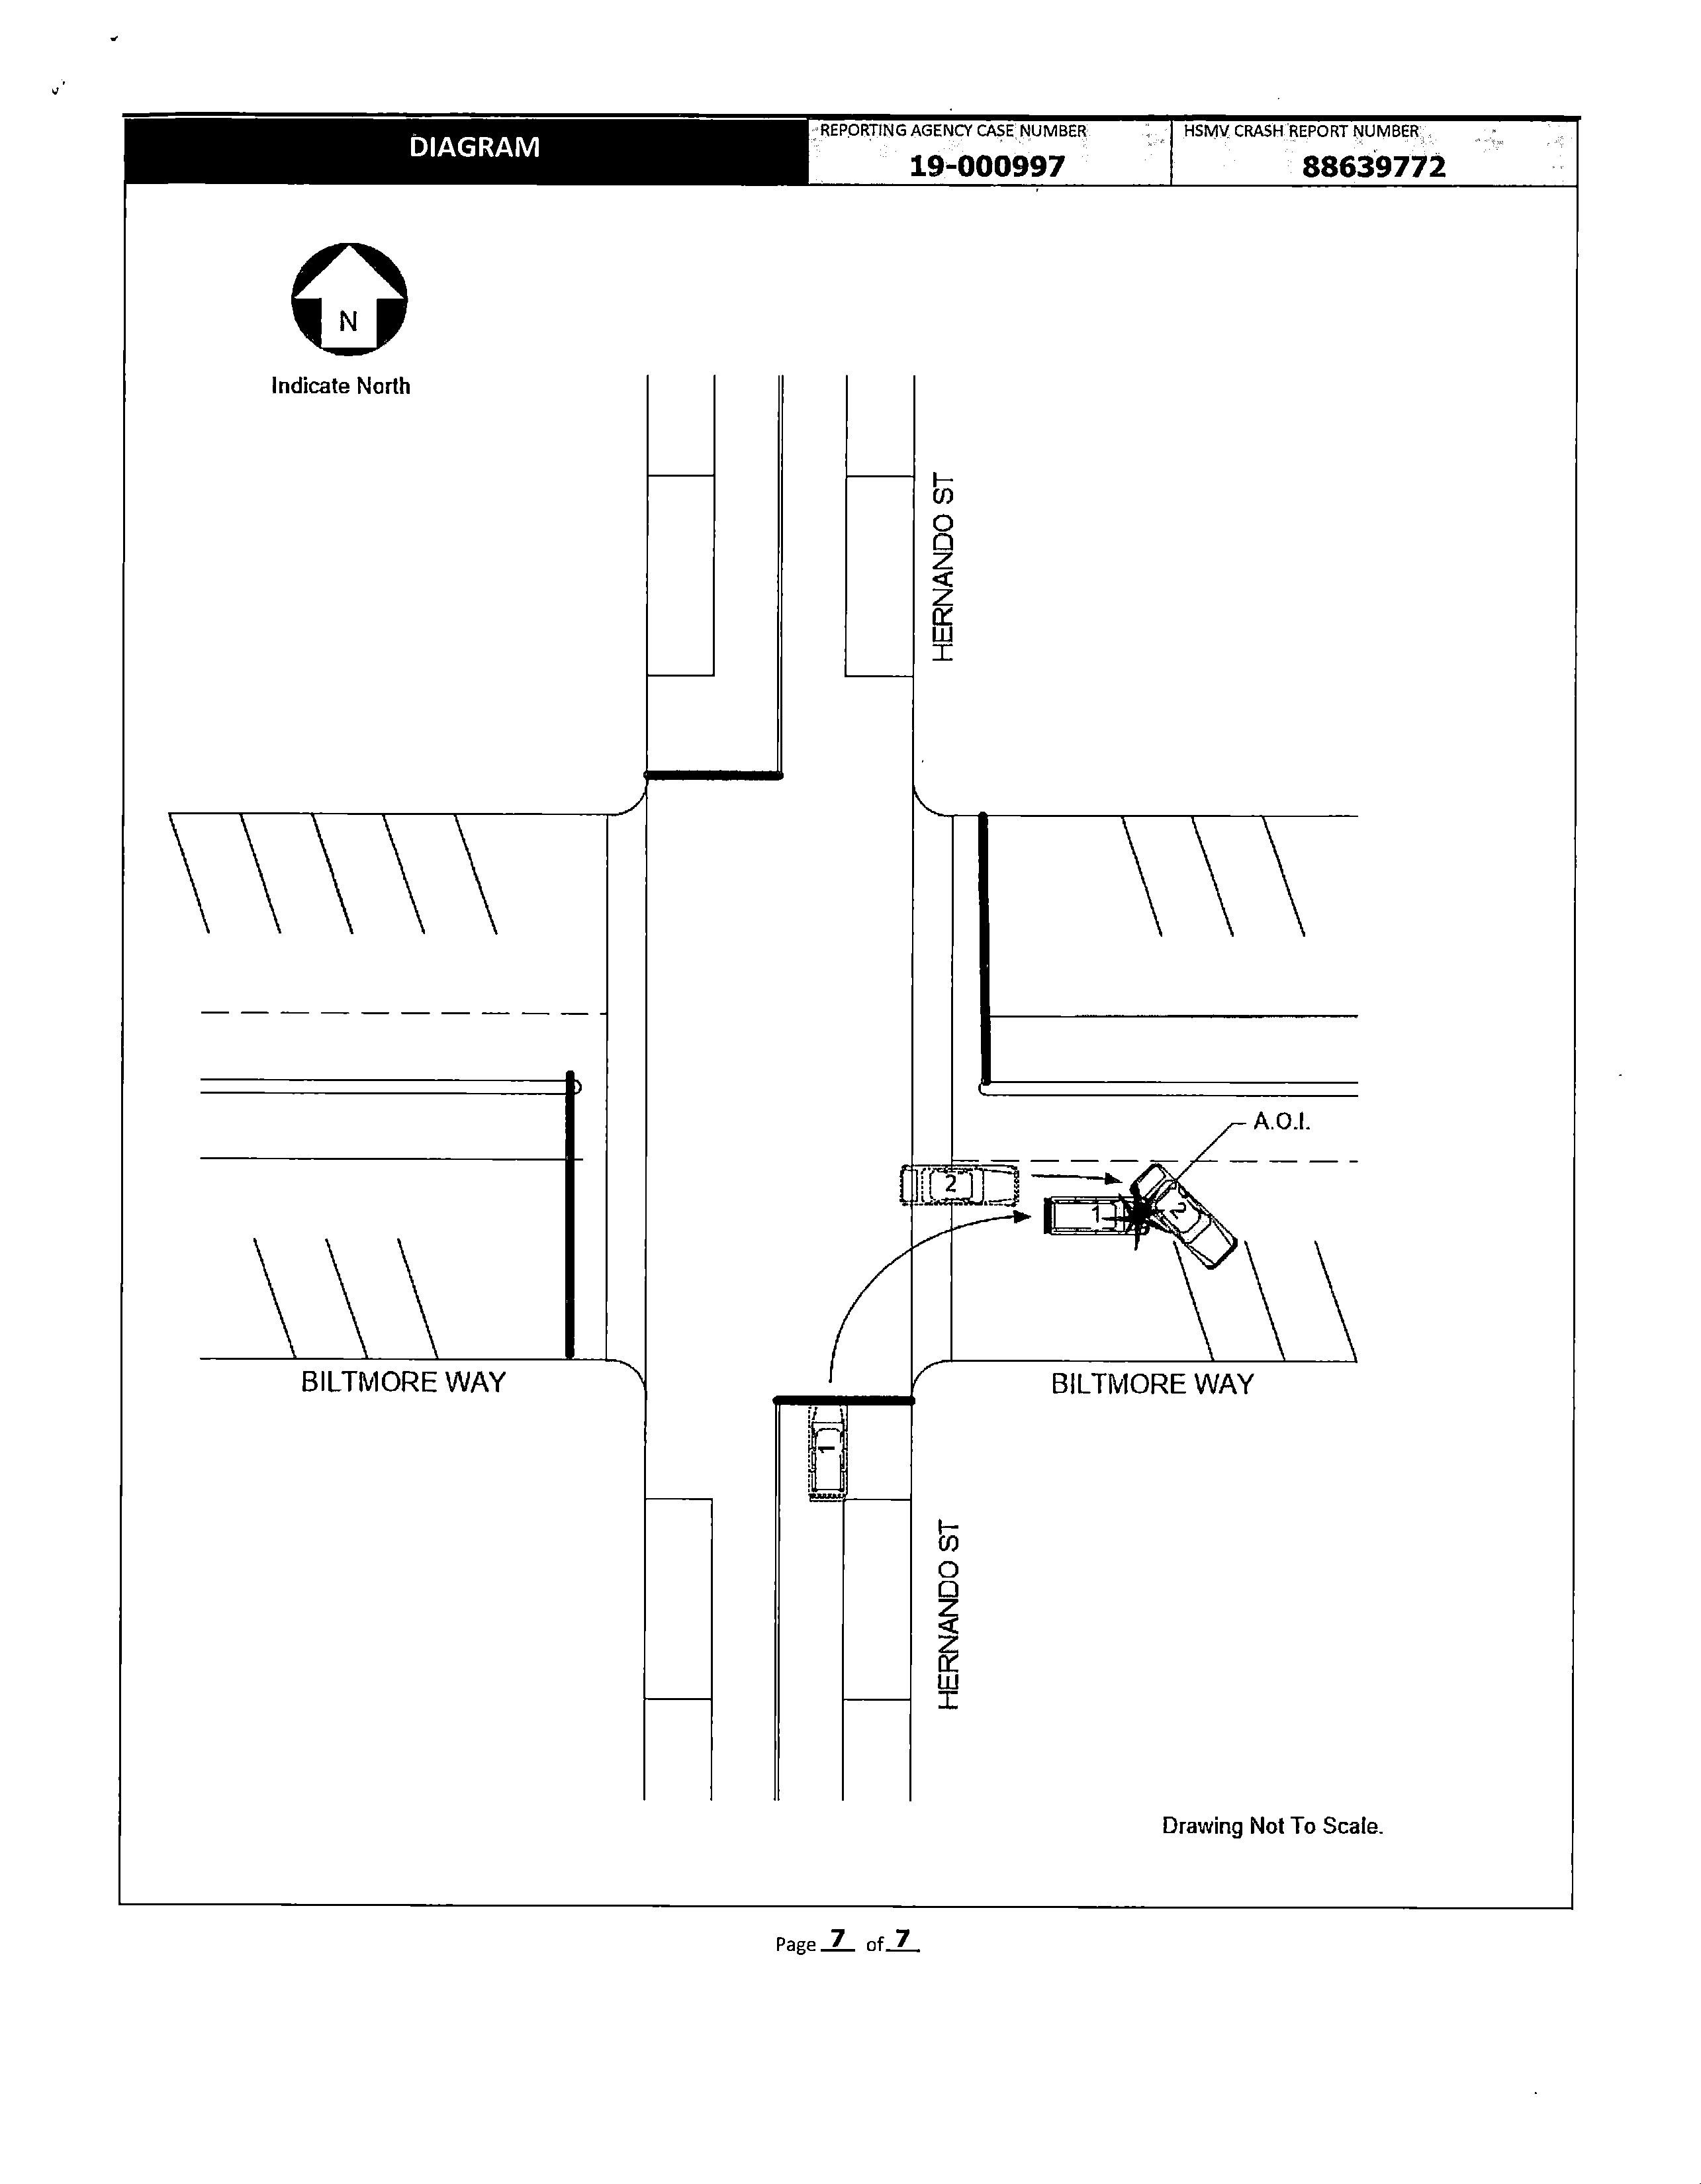 DIAGRAM
REPORTING AGENCY CASE NUMBER
19-000997
HSMV CRASH REPORT NUMBER
88639772
N
Indicate North
HERNANDO ST
A.O.I.
2
1
2
BILTMORE WAY
BILTMORE WAY
1
HERNANDO ST
Drawing Not To Scale.
Page 7 of 7